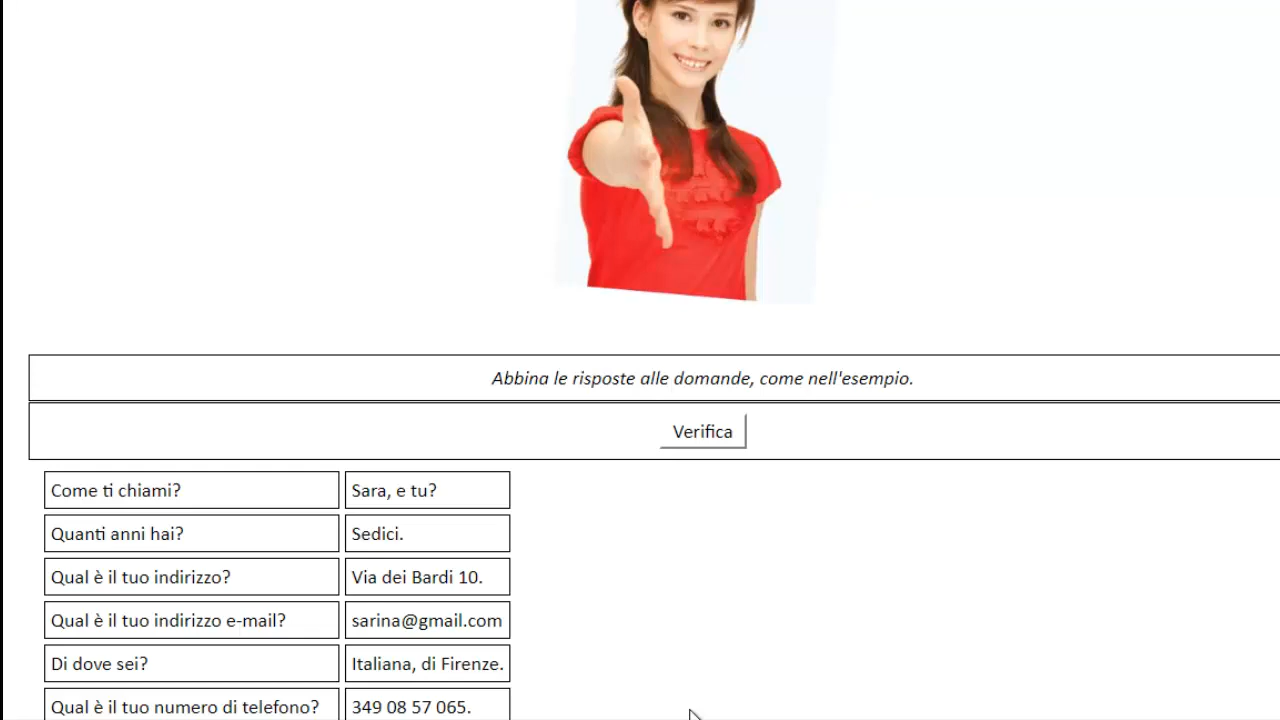 Abbina le risposte alle domande, come nell'esempio.
Verifica
Come ti chiami? Sara, e tu?
Quanti anni hai? Sedici.
Qual è il tuo indirizzo? Via dei Bardi 10.
Qual è il tuo indirizzo e-mail? sarina@gmail.com
Di dove sei? Italiana, di Firenze.
Qual è il tuo numero di telefono? 349 08 57 065.